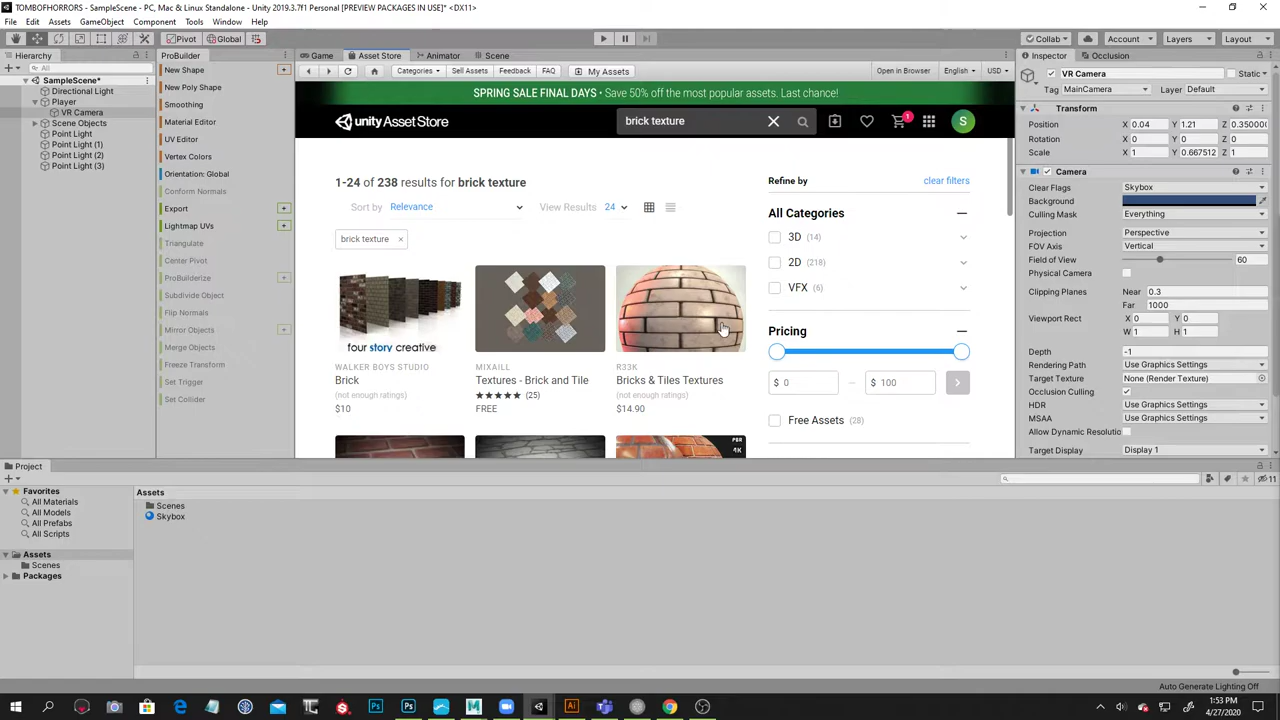 TOMBOFHORRORS - SampleScene - PC, Mac & Linux Standalone - Unity 2019.3.7f1 Personal [PREVIEW PACKAGES IN USE]* <DX11>
File Edit Assets GameObject Component Tools Window Help
Pivot Global Collab Account Layers Layout
Hierarchy ProBuilder Game Asset Store Animator Scene Inspector Occlusion
All
SampleScene*
Directional Light
Player
VR Camera
Scene Objects
Point Light
Point Light (1)
Point Light (2)
Point Light (3)
New Shape
New Poly Shape
Smoothing
Material Editor
UV Editor
Vertex Colors
Orientation: Global
Conform Normals
Export
Lightmap UVs
Triangulate
Center Pivot
ProBuilderize
Subdivide Object
Flip Normals
Mirror Objects
Merge Objects
Freeze Transform
Set Trigger
Set Collider
Categories Sell Assets Feedback FAQ My Assets Open in Browser English USD
SPRING SALE FINAL DAYS • Save 50% off the most popular assets. Last chance!
unity Asset Store brick texture 1 S
1-24 of 238 results for brick texture
Sort by Relevance View Results 24
brick texture ×
four story creative
WALKER BOYS STUDIO
Brick
(not enough ratings)
$10
MIXAILL
Textures - Brick and Tile
★★★★★ (25)
FREE
R33K
Bricks & Tiles Textures
(not enough ratings)
$14.90
PBR
4K
Refine by clear filters
All Categories
3D (14)
2D (218)
VFX (6)
Pricing
$ 0 — $ 100
Free Assets (28)
VR Camera Static
Tag MainCamera Layer Default
Transform
Position X 0.04 Y 1.21 Z 0.35000
Rotation X 0 Y 0 Z 0
Scale X 1 Y 0.667512 Z 1
Camera
Clear Flags Skybox
Background
Culling Mask Everything
Projection Perspective
FOV Axis Vertical
Field of View 60
Physical Camera
Clipping Planes Near 0.3
Far 1000
Viewport Rect X 0 Y 0
W 1 H 1
Depth -1
Rendering Path Use Graphics Settings
Target Texture None (Render Texture)
Occlusion Culling
HDR Use Graphics Settings
MSAA Use Graphics Settings
Allow Dynamic Resolutio
Target Display Display 1
Project
11
Favorites
All Materials
All Models
All Prefabs
All Scripts
Assets
Scenes
Packages
Assets
Scenes
Skybox
Auto Generate Lighting Off
1:53 PM
4/27/2020